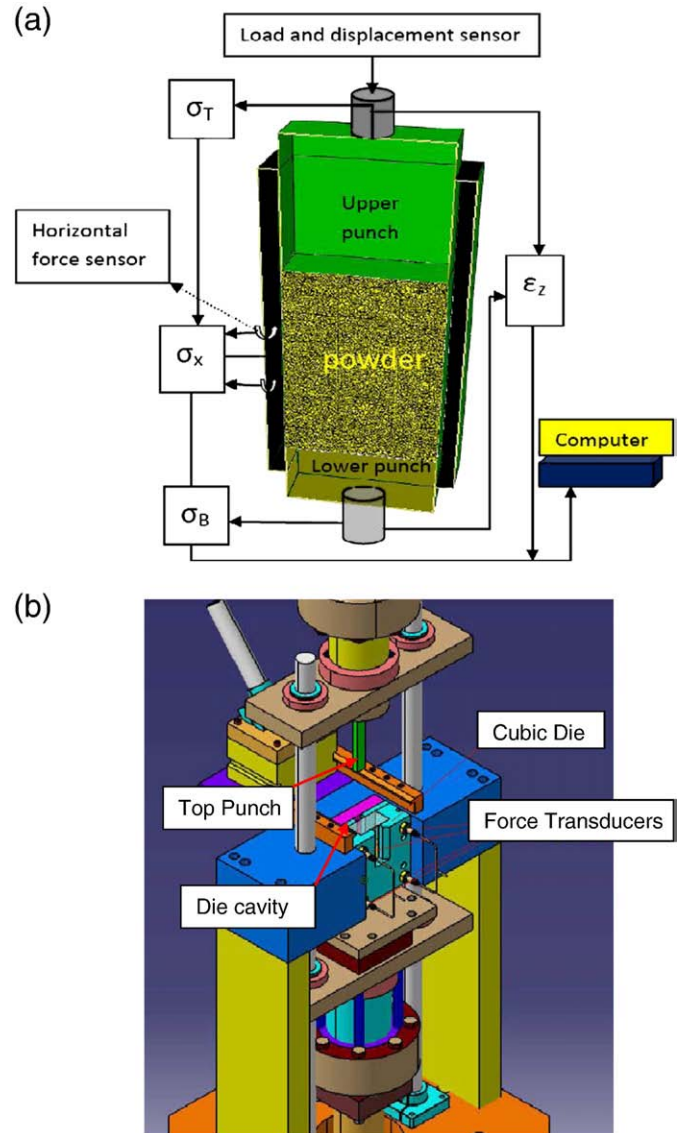 (a)
Load and displacement sensor
σT
Upper
punch
Horizontal
force sensor
εz
σx
powder
Computer
Lower punch
σB
(b)
Cubic Die
Top Punch
Force Transducers
Die cavity